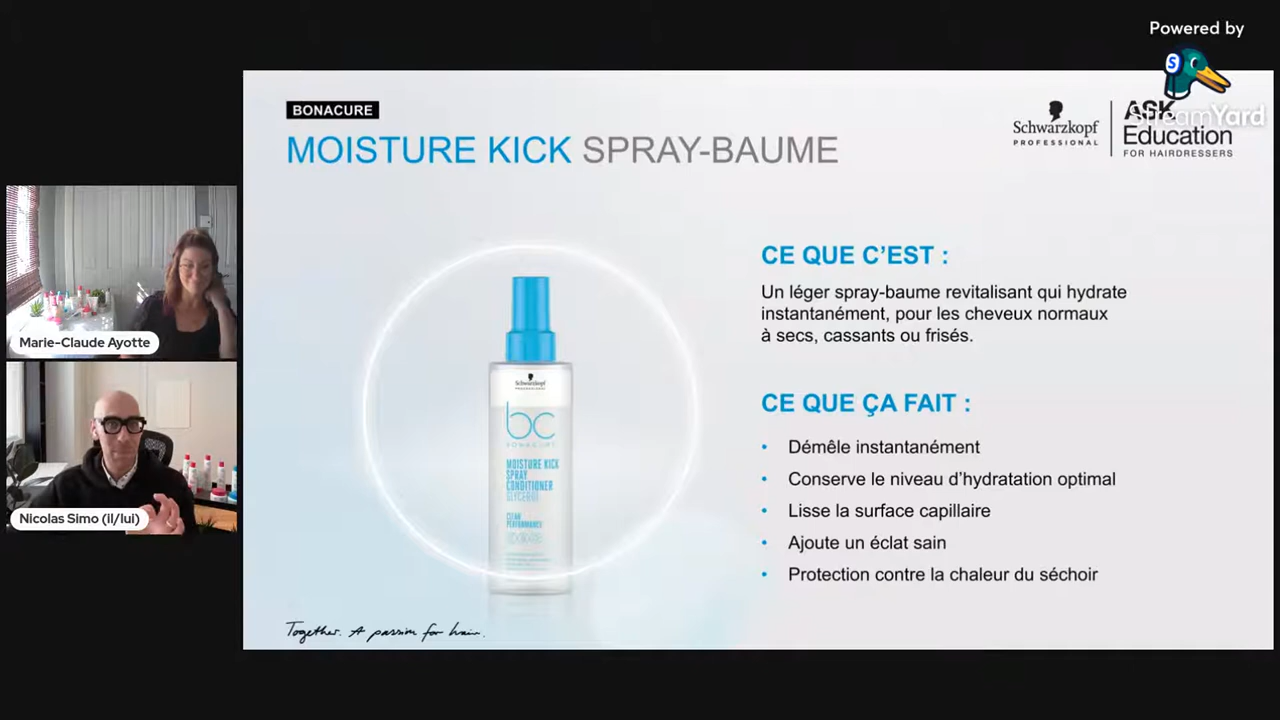 Powered by
StreamYard
BONACURE
MOISTURE KICK SPRAY-BAUME
Schwarzkopf
PROFESSIONAL
ASK
Education
FOR HAIRDRESSERS
Marie-Claude Ayotte
Nicolas Simo (il/lui)
Schwarzkopf
PROFESSIONAL
bc
BONACURE
MOISTURE KICK
SPRAY
CONDITIONER
GLYCEROL
CLEAN
PERFORMANCE
CE QUE C’EST :
Un léger spray-baume revitalisant qui hydrate
instantanément, pour les cheveux normaux
à secs, cassants ou frisés.
CE QUE ÇA FAIT :
• Démêle instantanément
• Conserve le niveau d’hydratation optimal
• Lisse la surface capillaire
• Ajoute un éclat sain
• Protection contre la chaleur du séchoir
Together. A passion for hair.